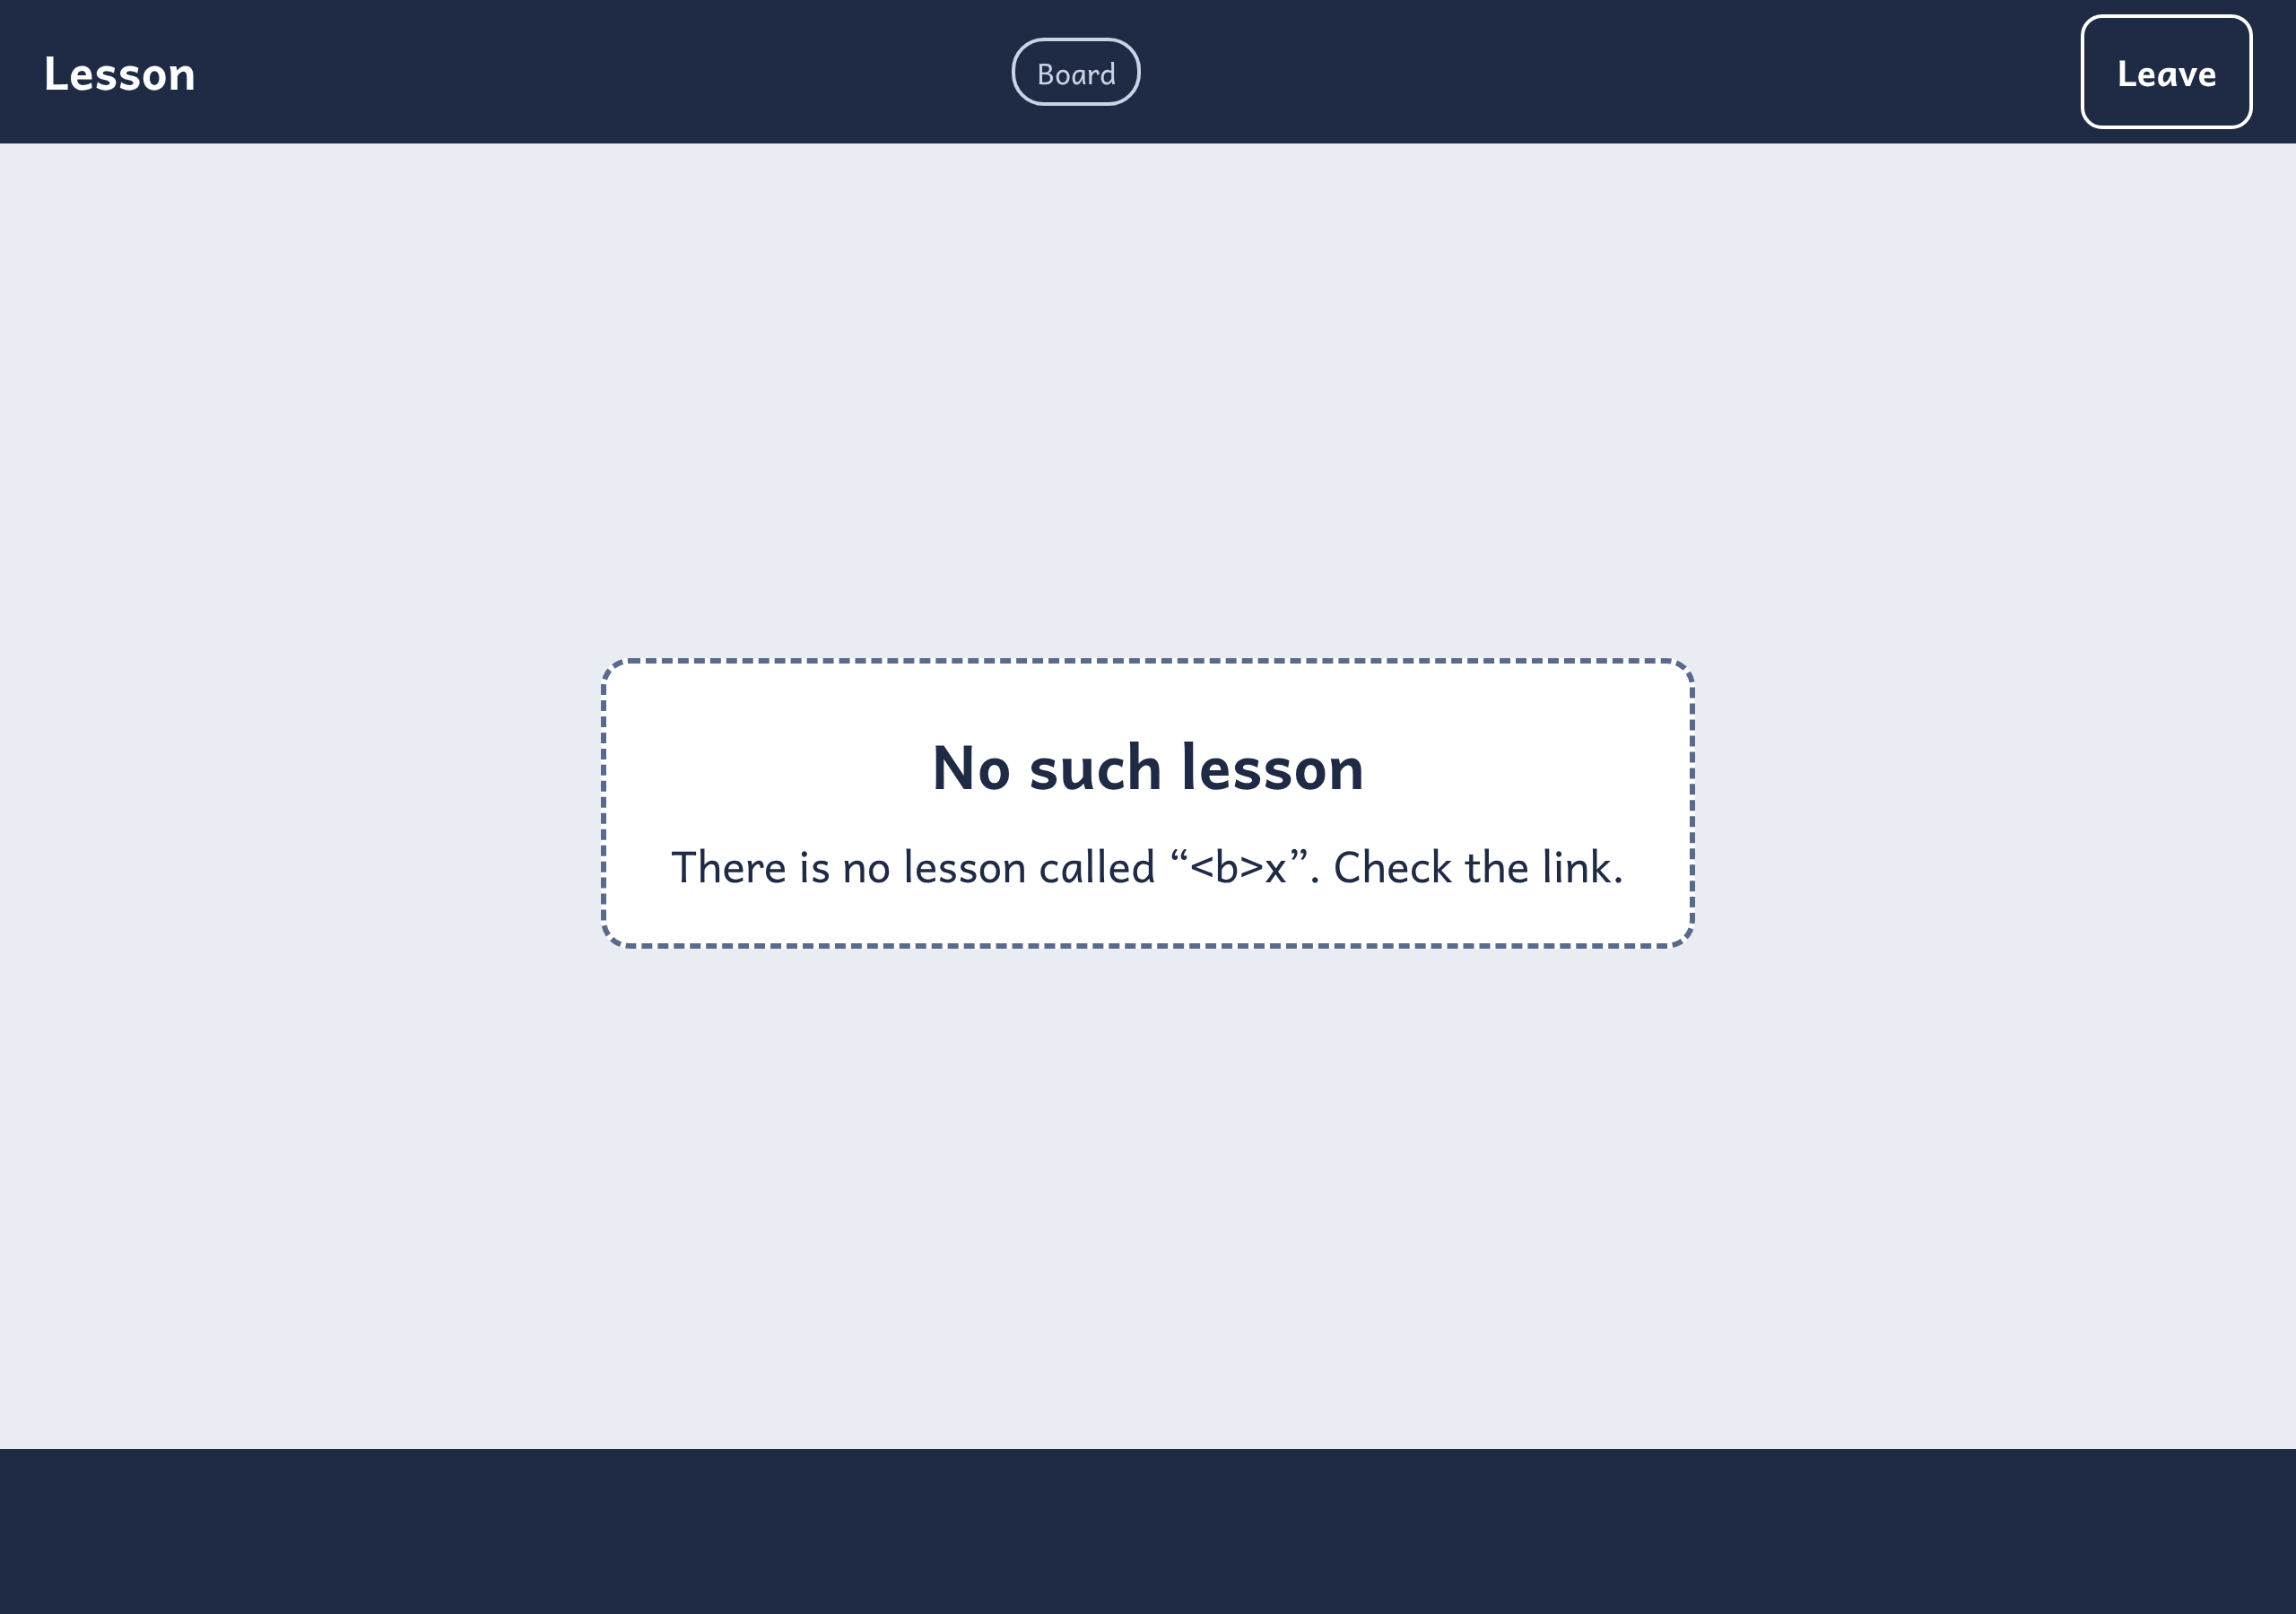 Lesson
Board
Leave
No such lesson
There is no lesson called “<b>x”. Check the link.